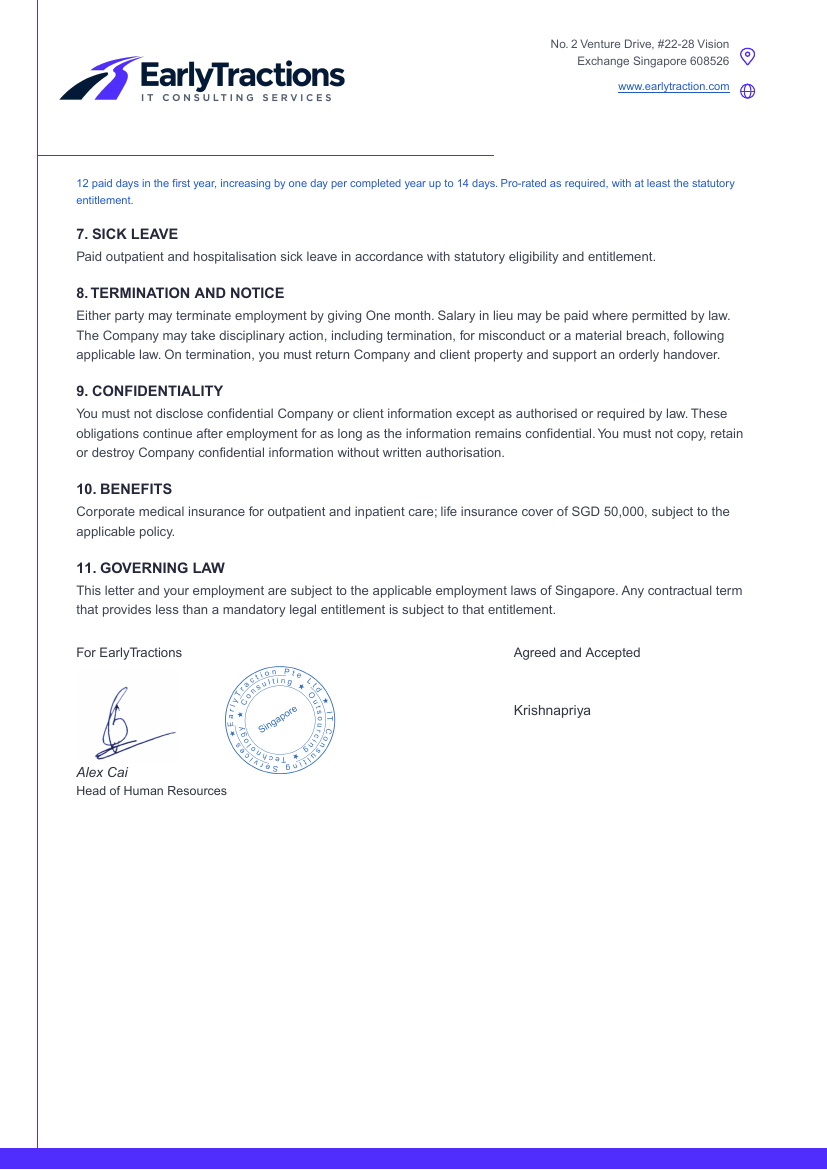 EarlyTractions
IT CONSULTING SERVICES
No. 2 Venture Drive, #22-28 Vision
Exchange Singapore 608526
www.earlytraction.com
12 paid days in the first year, increasing by one day per completed year up to 14 days. Pro-rated as required, with at least the statutory
entitlement.
7. SICK LEAVE
Paid outpatient and hospitalisation sick leave in accordance with statutory eligibility and entitlement.
8. TERMINATION AND NOTICE
Either party may terminate employment by giving One month. Salary in lieu may be paid where permitted by law.
The Company may take disciplinary action, including termination, for misconduct or a material breach, following
applicable law. On termination, you must return Company and client property and support an orderly handover.
9. CONFIDENTIALITY
You must not disclose confidential Company or client information except as authorised or required by law. These
obligations continue after employment for as long as the information remains confidential. You must not copy, retain
or destroy Company confidential information without written authorisation.
10. BENEFITS
Corporate medical insurance for outpatient and inpatient care; life insurance cover of SGD 50,000, subject to the
applicable policy.
11. GOVERNING LAW
This letter and your employment are subject to the applicable employment laws of Singapore. Any contractual term
that provides less than a mandatory legal entitlement is subject to that entitlement.
For EarlyTractions
Agreed and Accepted
EarlyTraction Pte Ltd ★ IT Consulting Services ★
Consulting ★ Outsourcing ★ Technology ★
Singapore
Krishnapriya
Alex Cai
Head of Human Resources